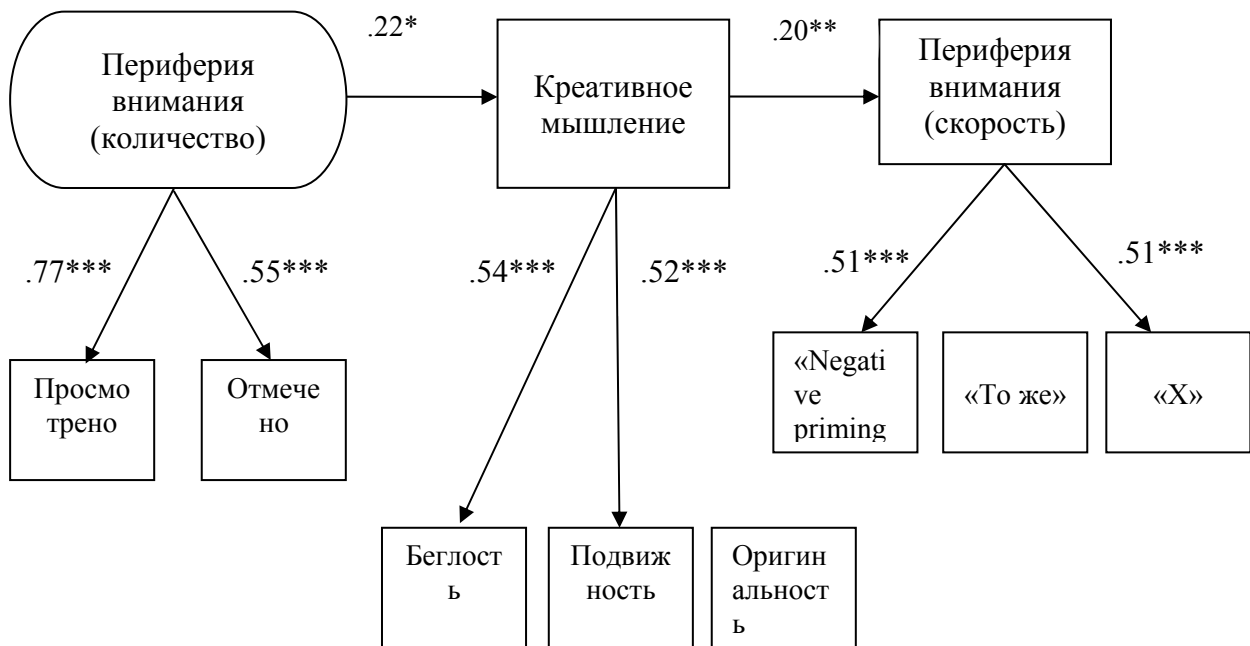 .22*
.20**
Периферия
внимания
(количество)
Креативное
мышление
Периферия
внимания
(скорость)
.77***
.55***
.54***
.52***
.51***
.51***
Просмо
трено
Отмече
но
«Negati
ve
priming
«То же»
«X»
Беглост
ь
Подвиж
ность
Оригин
альност
ь